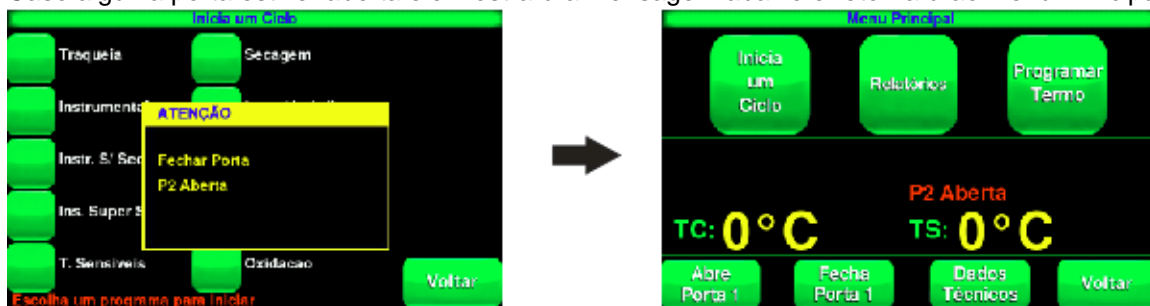 Inicia um Ciclo
Traqueia
Secagem
Instrumenta
ATENÇÃO
Fechar Porta
P2 Aberta
Instr. S/ Sec
Ins. Super S
T. Sensiveis
Oxidacao
Voltar
Escolha um programa para iniciar
Menu Principal
Inicia
um
Ciclo
Relatórios
Programar
Termo
P2 Aberta
TC: 0°C
TS: 0°C
Abre
Porta 1
Fecha
Porta 1
Dados
Técnicos
Voltar